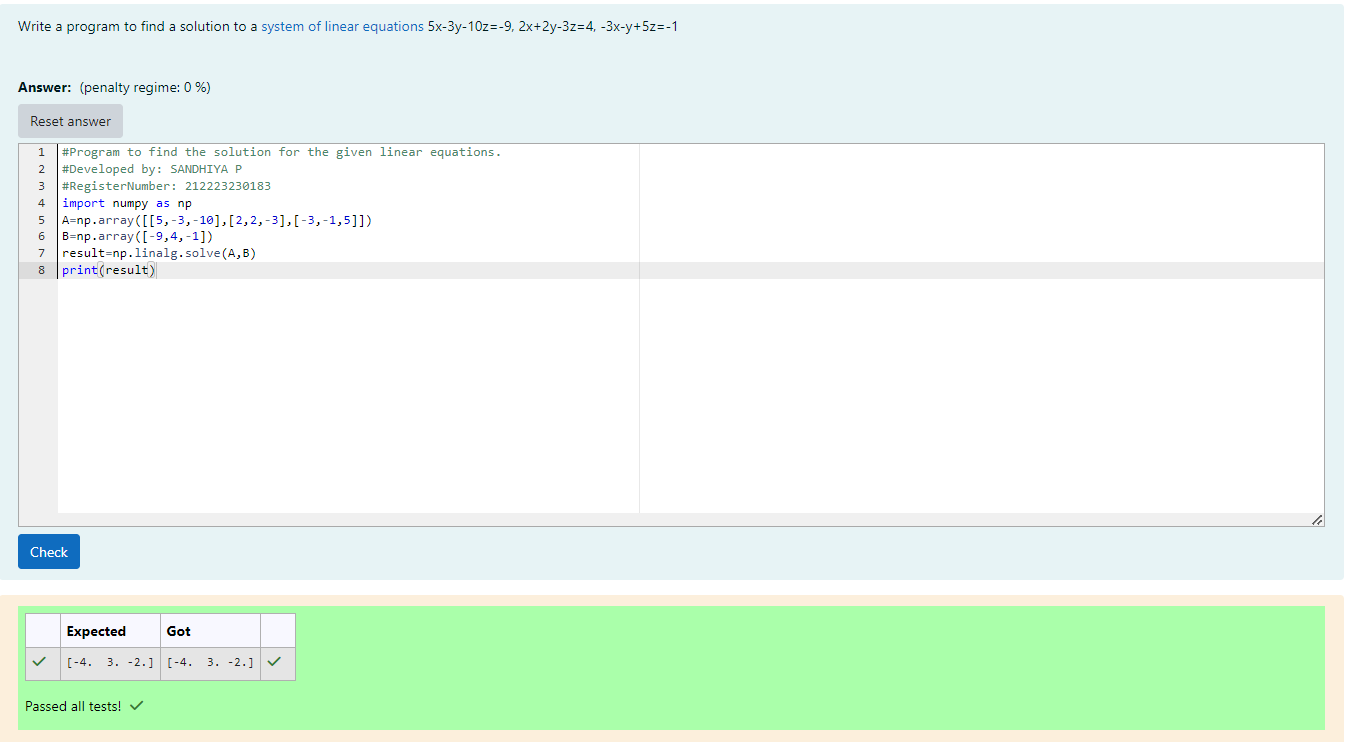 Write a program to find a solution to a system of linear equations 5x-3y-10z=-9, 2x+2y-3z=4, -3x-y+5z=-1
Answer: (penalty regime: 0 %)
Reset answer
1 #Program to find the solution for the given linear equations.
2 #Developed by: SANDHIYA P
3 #RegisterNumber: 212223230183
4 import numpy as np
5 A=np.array([[5,-3,-10],[2,2,-3],[-3,-1,5]])
6 B=np.array([-9,4,-1])
7 result=np.linalg.solve(A,B)
8 print(result)
Check
Expected Got
[-4.  3. -2.] [-4.  3. -2.]
Passed all tests!